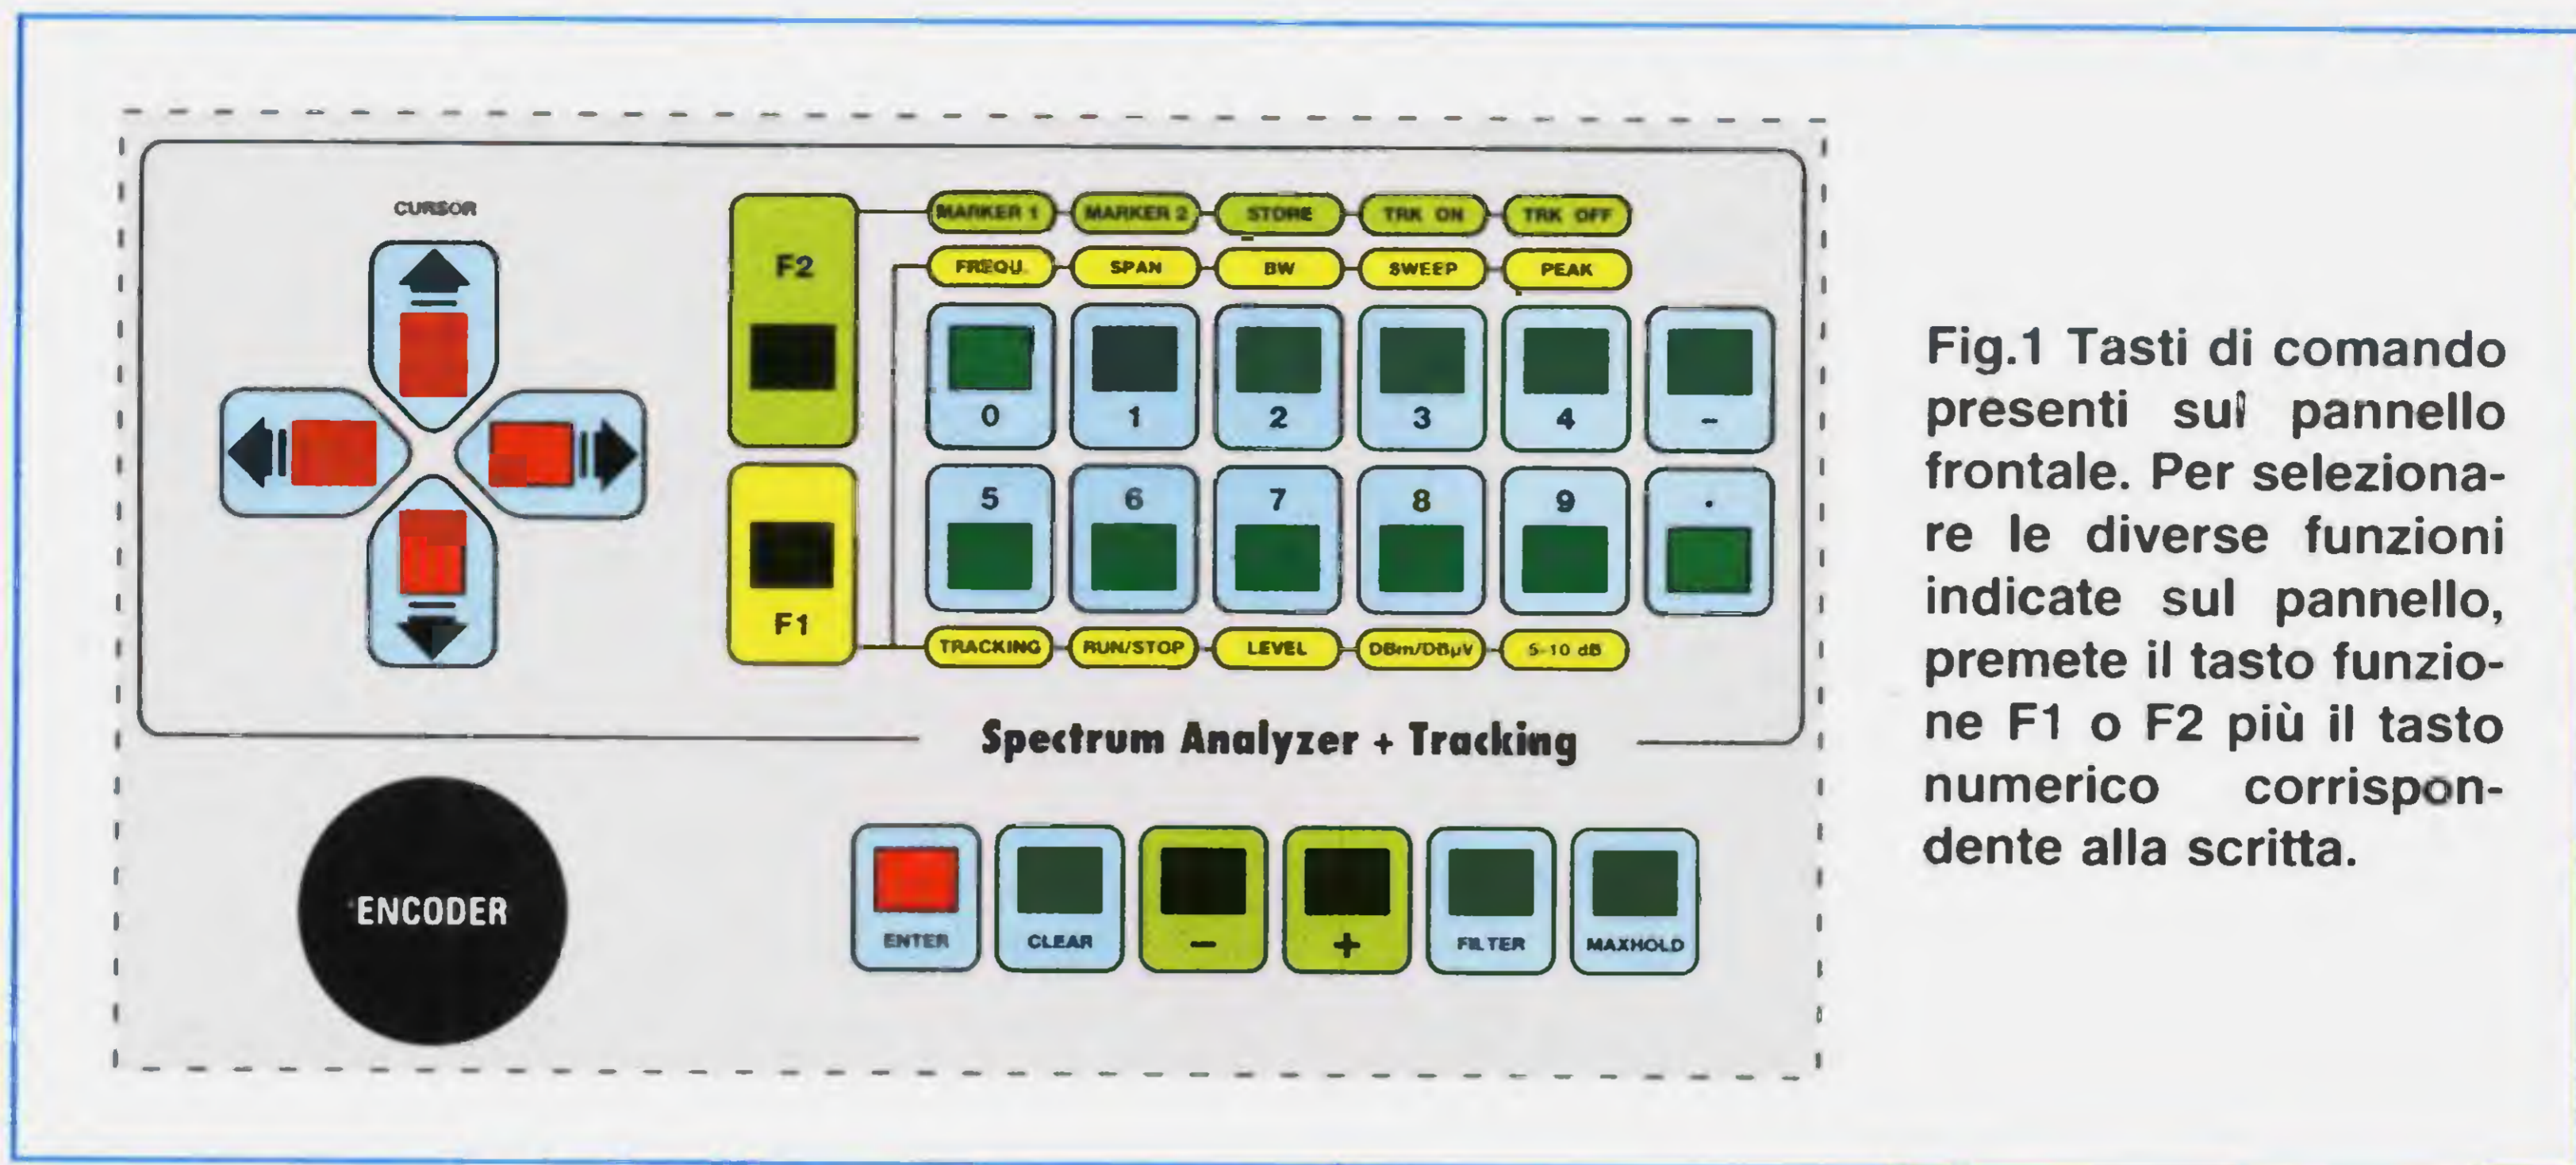 CURSOR
F2
MARKER 1 MARKER 2 STORE TRK ON TRK OFF
FREQU. SPAN BW SWEEP PEAK
0 1 2 3 4 -
5 6 7 8 9 .
F1
TRACKING RUN/STOP LEVEL DBm/DBµV 5-10 dB
Spectrum Analyzer + Tracking
ENCODER
ENTER CLEAR - + FILTER MAXHOLD
Fig.1 Tasti di comando
presenti sul pannello
frontale. Per seleziona-
re le diverse funzioni
indicate sul pannello,
premete il tasto funzio-
ne F1 o F2 più il tasto
numerico corrispon-
dente alla scritta.